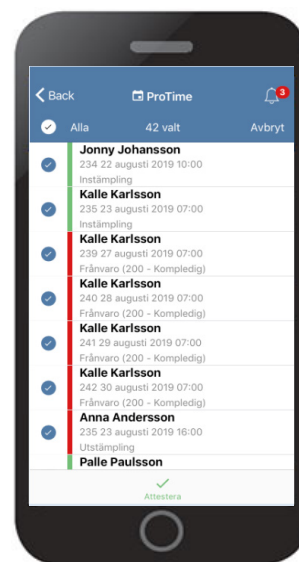 Back
ProTime
3
Alla 42 valt Avbryt
Jonny Johansson
234 22 augusti 2019 10:00
Instämpling
Kalle Karlsson
235 23 augusti 2019 07:00
Instämpling
Kalle Karlsson
239 27 augusti 2019 07:00
Frånvaro (200 - Kompledig)
Kalle Karlsson
240 28 augusti 2019 07:00
Frånvaro (200 - Kompledig)
Kalle Karlsson
241 29 augusti 2019 07:00
Frånvaro (200 - Kompledig)
Kalle Karlsson
242 30 augusti 2019 07:00
Frånvaro (200 - Kompledig)
Anna Andersson
235 23 augusti 2019 16:00
Utstämpling
Palle Paulsson
Attestera